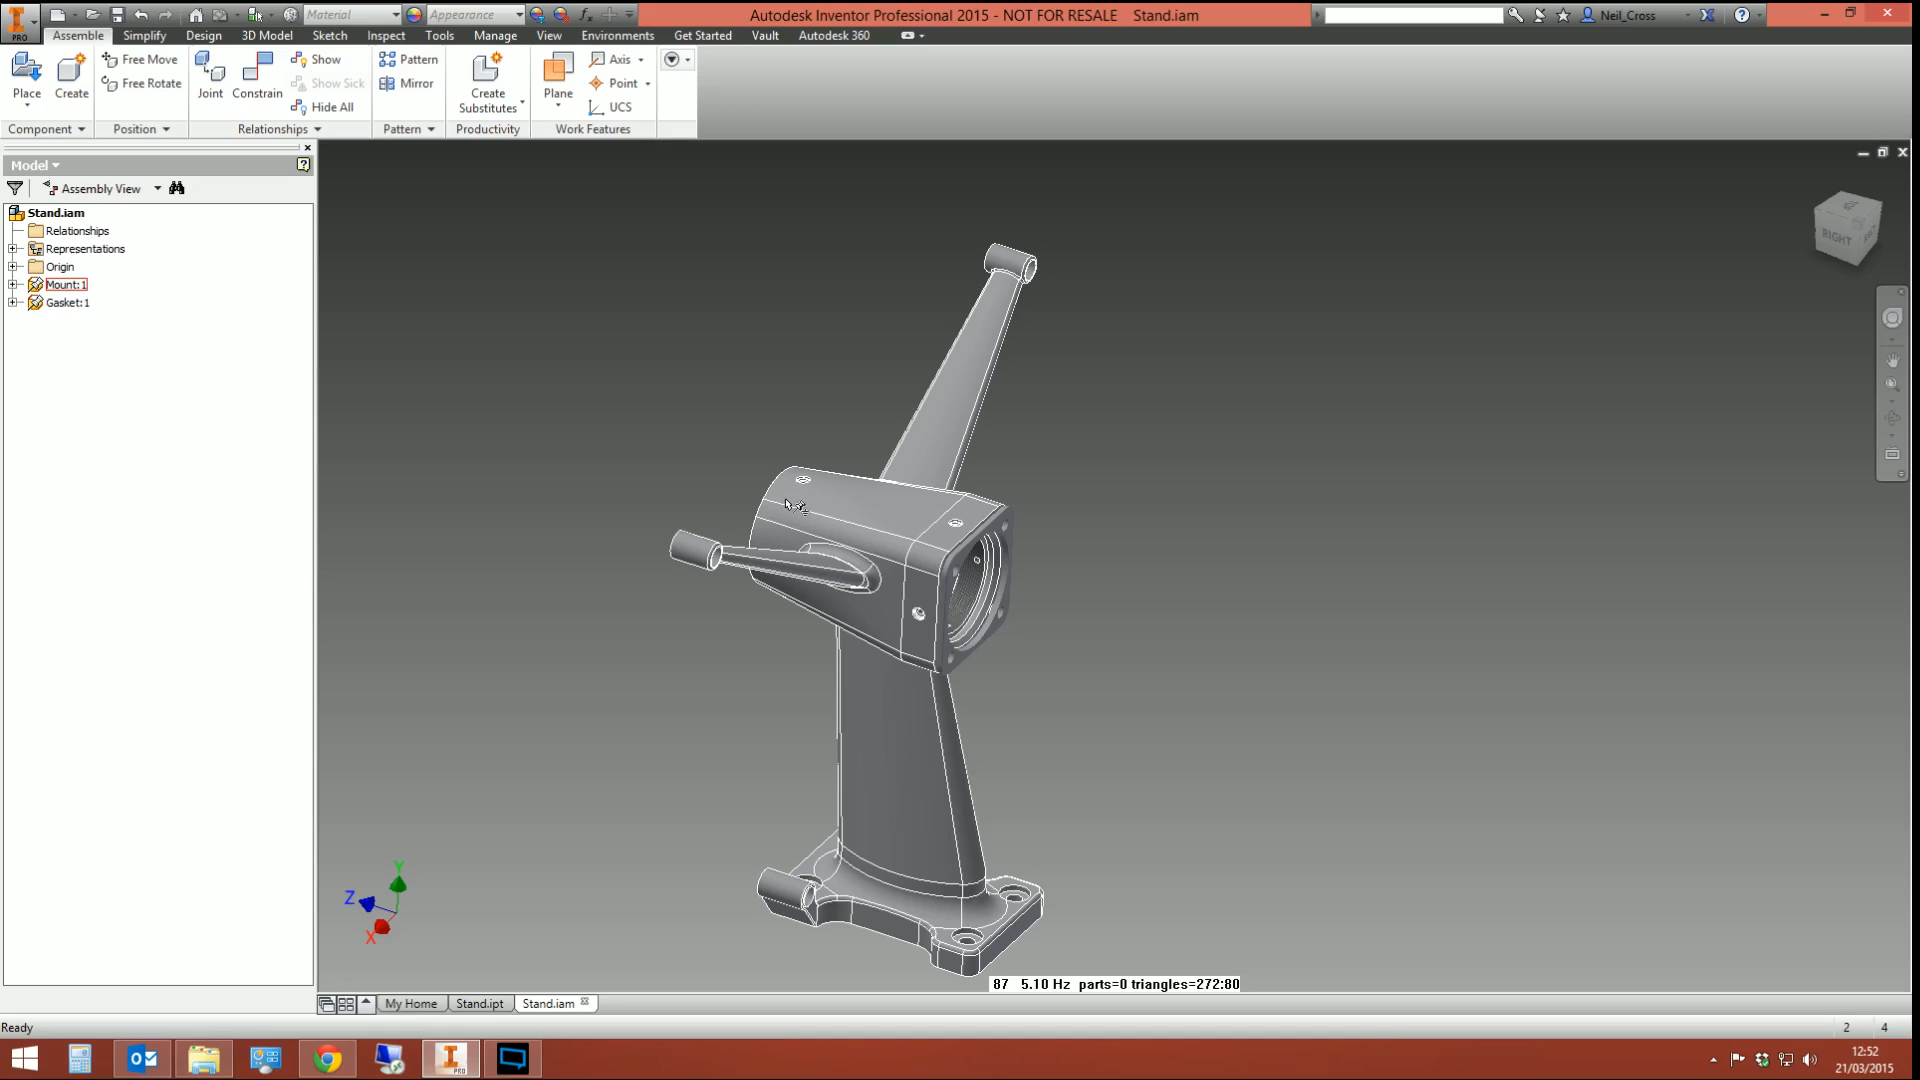 Material
Appearance
Autodesk Inventor Professional 2015 - NOT FOR RESALE Stand.iam
Neil_Cross
PRO
Assemble Simplify Design 3D Model Sketch Inspect Tools Manage View Environments Get Started Vault Autodesk 360
Place
Create
Free Move
Free Rotate
Joint
Constrain
Show
Show Sick
Hide All
Pattern
Mirror
Create
Substitutes
Plane
Axis
Point
UCS
Component
Position
Relationships
Pattern
Productivity
Work Features
Model
Assembly View
Stand.iam
Relationships
Representations
Origin
Mount:1
Gasket:1
RIGHT
Y
Z
X
87 5.10 Hz parts=0 triangles=272:80
My Home
Stand.ipt
Stand.iam
Ready
2 4
PRO
12:52
21/03/2015